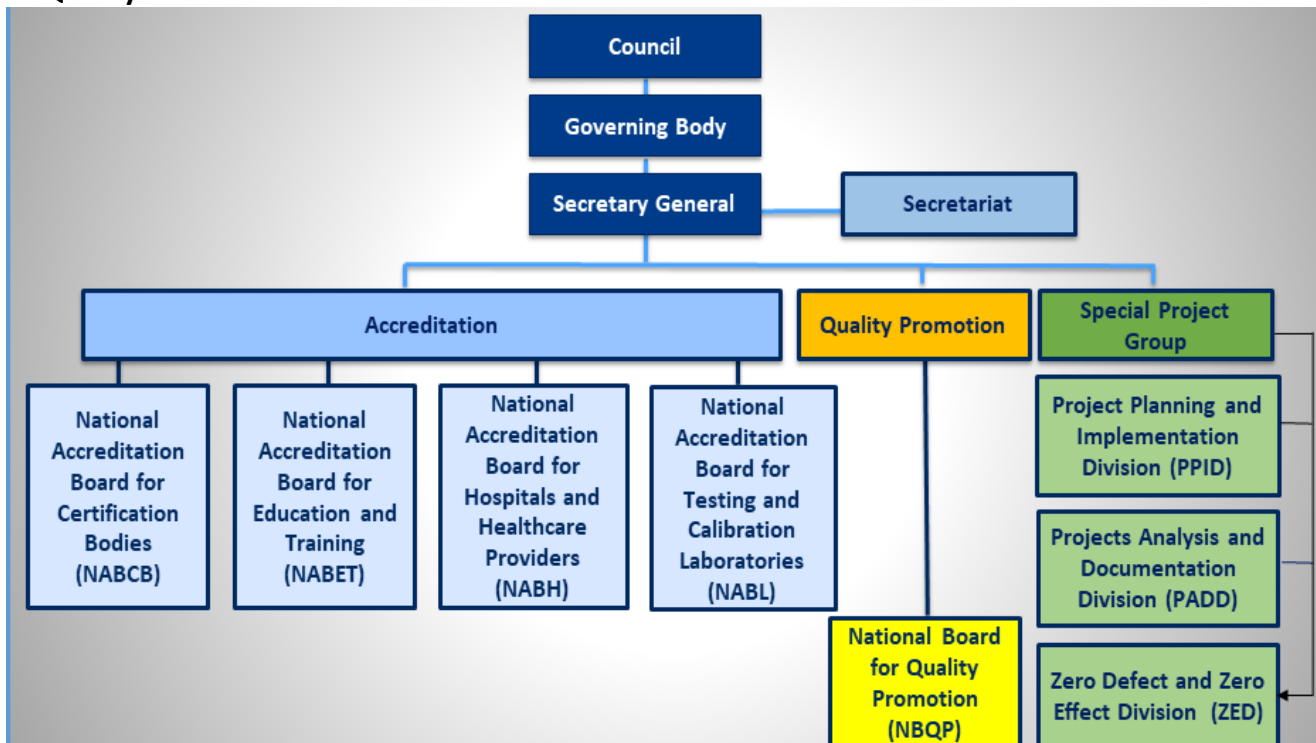 Council
Governing Body
Secretary General
Secretariat
Accreditation
Quality Promotion
Special Project
Group
National
Accreditation
Board for
Certification
Bodies
(NABCB)
National
Accreditation
Board for
Education and
Training
(NABET)
National
Accreditation
Board for
Hospitals and
Healthcare
Providers
(NABH)
National
Accreditation
Board for
Testing and
Calibration
Laboratories
(NABL)
Project Planning and
Implementation
Division (PPID)
Projects Analysis and
Documentation
Division (PADD)
National Board
for Quality
Promotion
(NBQP)
Zero Defect and Zero
Effect Division (ZED)